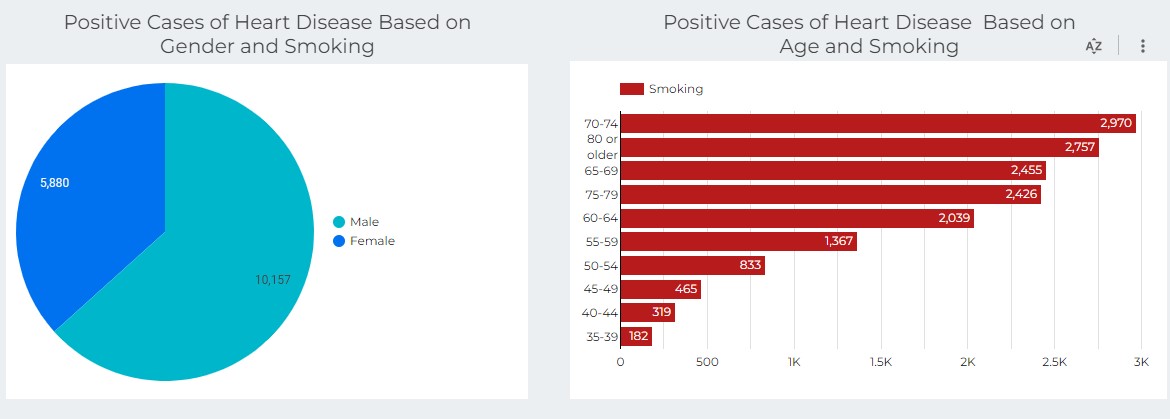 Positive Cases of Heart Disease Based on
Gender and Smoking
5,880
10,157
Male
Female
Positive Cases of Heart Disease  Based on
Age and Smoking
AZ
Smoking
70-74
2,970
80 or
older
2,757
65-69
2,455
75-79
2,426
60-64
2,039
55-59
1,367
50-54
833
45-49
465
40-44
319
35-39
182
0
500
1K
1.5K
2K
2.5K
3K